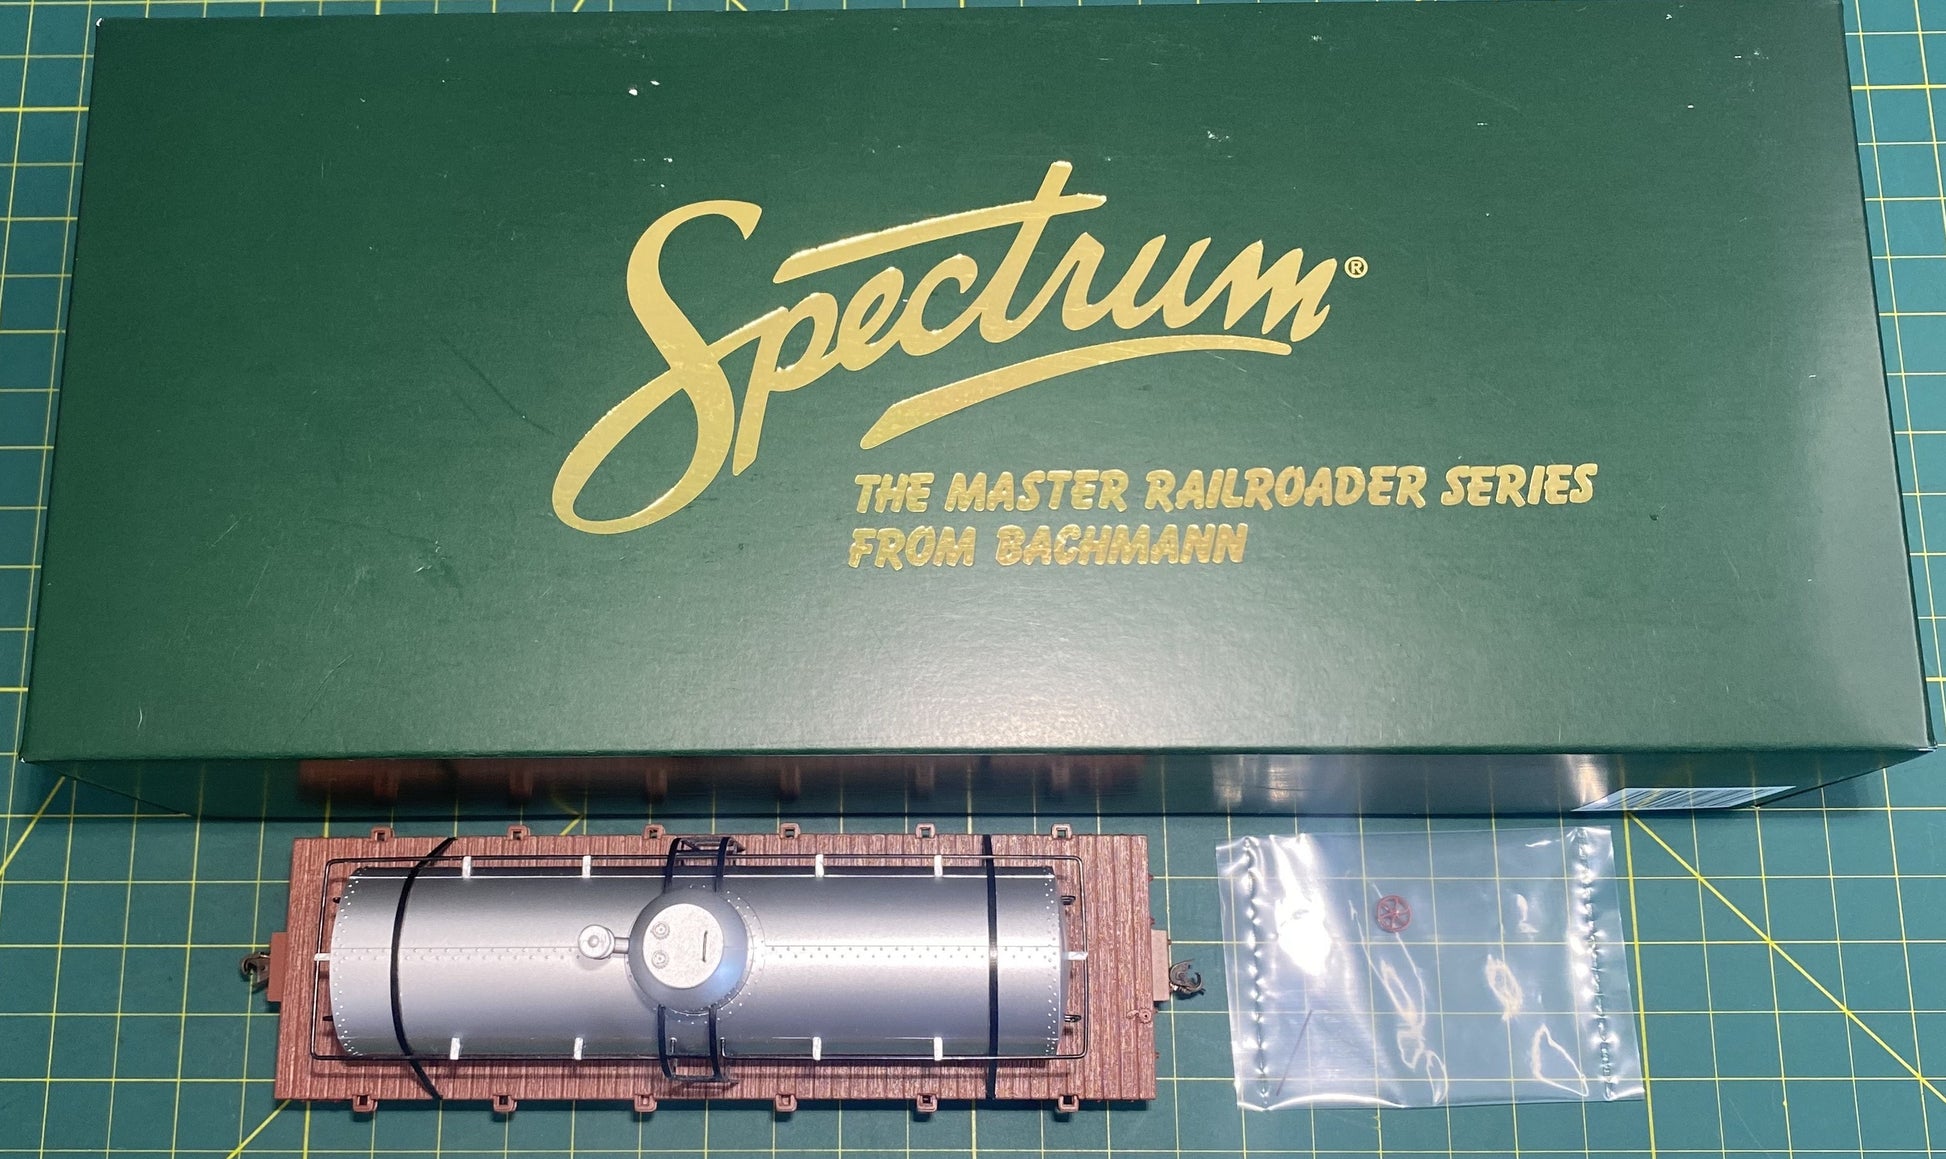 Spectrum®
THE MASTER RAILROADER SERIES
FROM BACHMANN